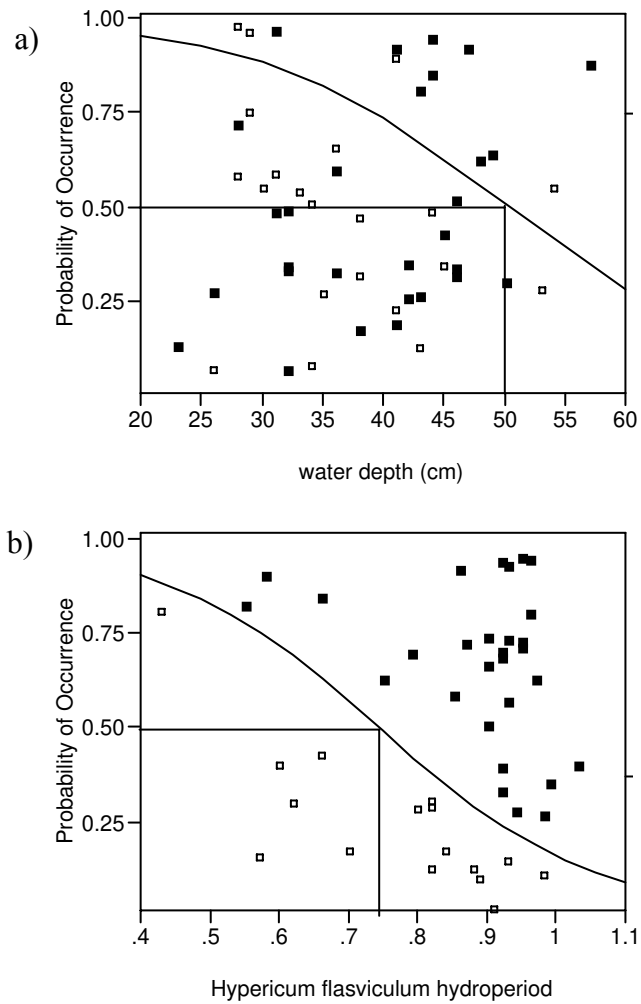 a)
Probability of Occurrence
1.00
0.75
0.50
0.25
20 25 30 35 40 45 50 55 60
water depth (cm)
b)
Probability of Occurrence
1.00
0.75
0.50
0.25
.4 .5 .6 .7 .8 .9 1 1.1
Hypericum flasviculum hydroperiod